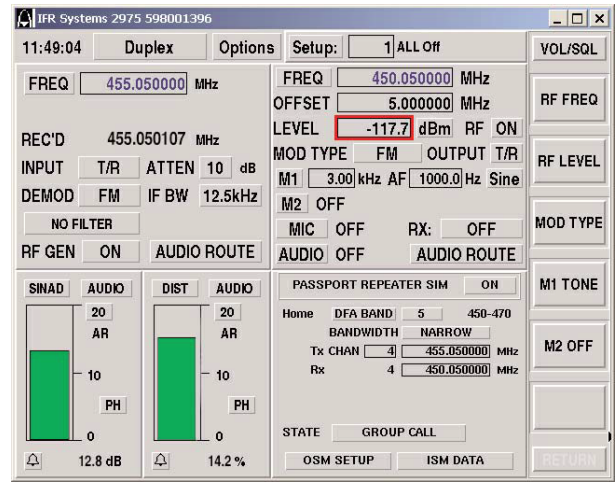 IFR Systems 2975 598001396
11:49:04 Duplex Options Setup: 1 ALL Off VOL/SQL
FREQ 455.050000 MHz
REC'D 455.050107 MHz
INPUT T/R ATTEN 10 dB
DEMOD FM IF BW 12.5kHz
NO FILTER
RF GEN ON AUDIO ROUTE
FREQ 450.050000 MHz
OFFSET 5.000000 MHz
LEVEL -117.7 dBm RF ON
MOD TYPE FM OUTPUT T/R
M1 3.00 kHz AF 1000.0 Hz Sine
M2 OFF
MIC OFF RX: OFF
AUDIO OFF AUDIO ROUTE
RF FREQ
RF LEVEL
MOD TYPE
M1 TONE
M2 OFF
RETURN
SINAD AUDIO
20
AR
10
PH
0
12.8 dB
DIST AUDIO
20
AR
10
PH
0
14.2 %
PASSPORT REPEATER SIM ON
Home DFA BAND 5 450-470
BANDWIDTH NARROW
Tx CHAN 4 455.050000 MHz
Rx 4 450.050000 MHz
STATE GROUP CALL
OSM SETUP ISM DATA